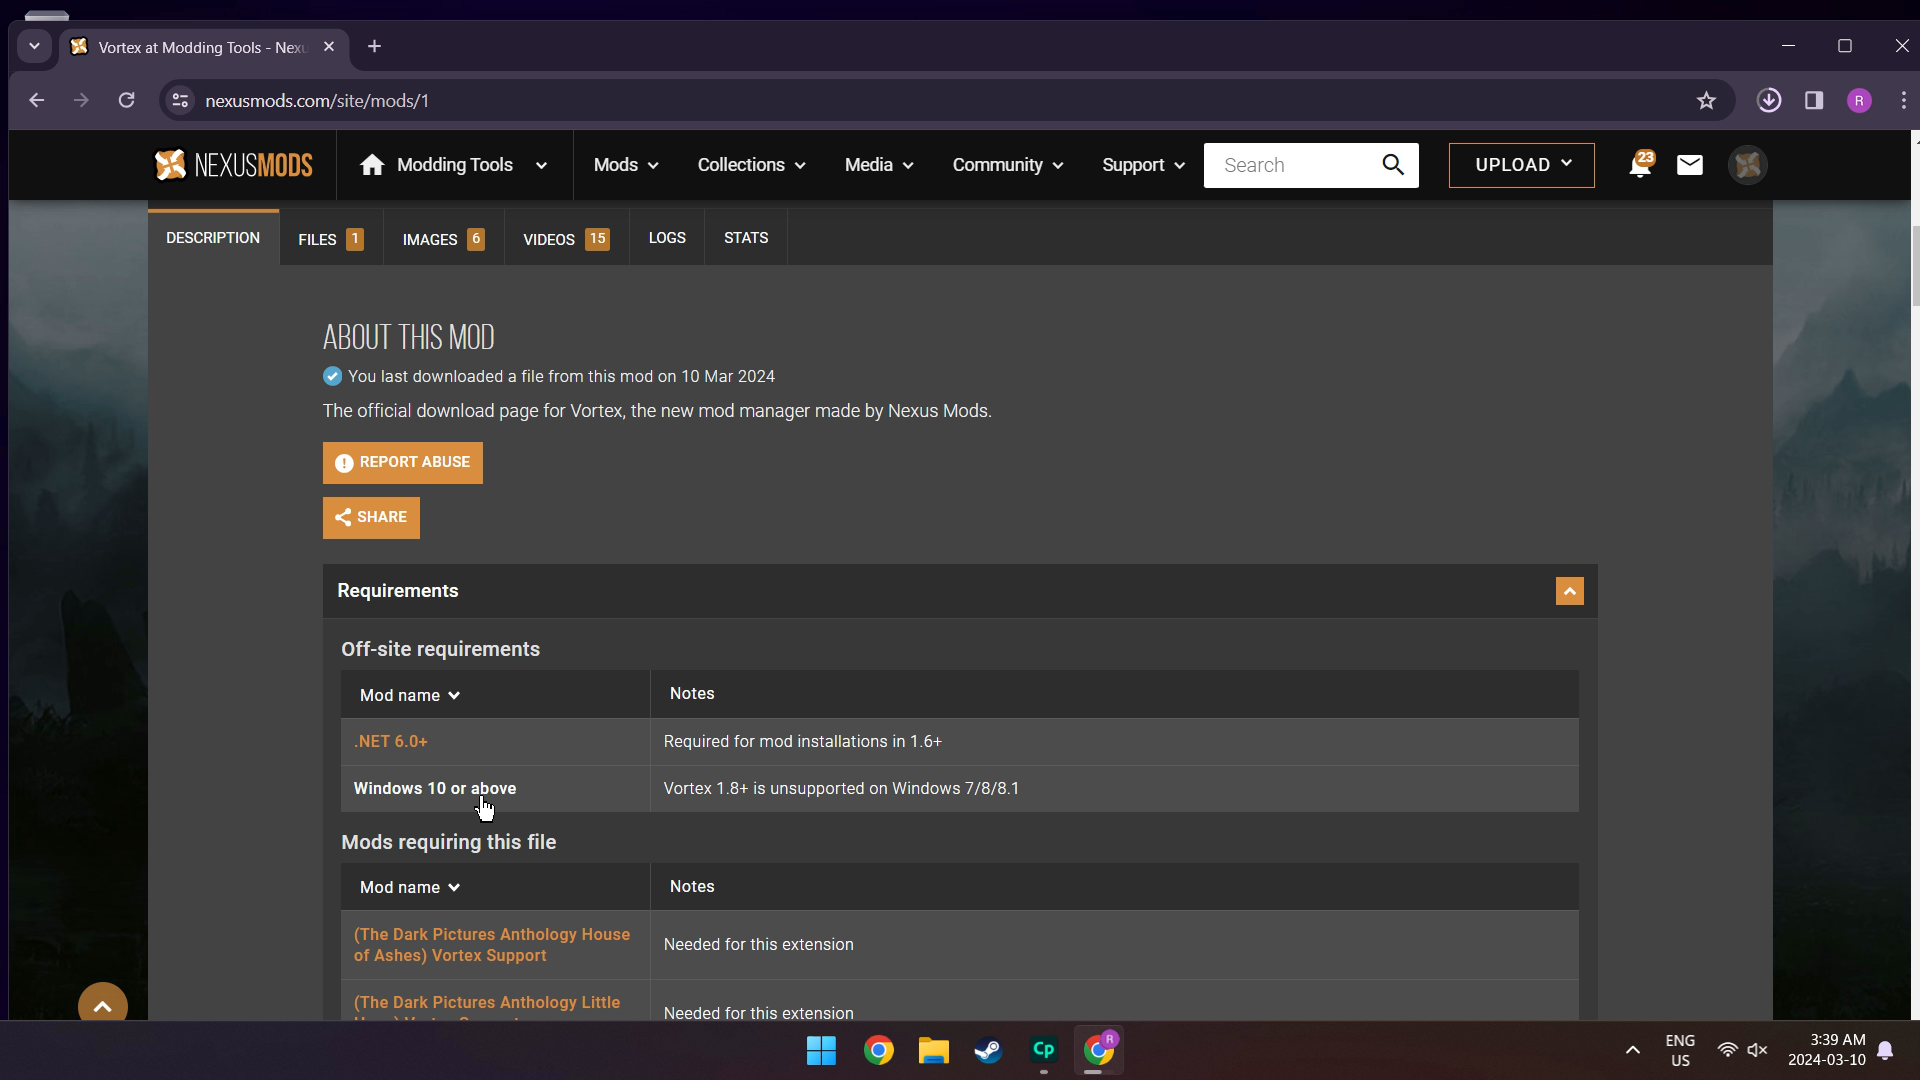 Vortex at Modding Tools - Nexu
nexusmods.com/site/mods/1
R
NEXUSMODS
Modding Tools
Mods
Collections
Media
Community
Support
Search
UPLOAD
23
DESCRIPTION
FILES 1
IMAGES 6
VIDEOS 15
LOGS
STATS
ABOUT THIS MOD
You last downloaded a file from this mod on 10 Mar 2024
The official download page for Vortex, the new mod manager made by Nexus Mods.
REPORT ABUSE
SHARE
Requirements
Off-site requirements
Mod name
Notes
.NET 6.0+
Required for mod installations in 1.6+
Windows 10 or above
Vortex 1.8+ is unsupported on Windows 7/8/8.1
Mods requiring this file
Mod name
Notes
(The Dark Pictures Anthology House
of Ashes) Vortex Support
Needed for this extension
(The Dark Pictures Anthology Little
Needed for this extension
Cp
R
ENG
US
3:39 AM
2024-03-10